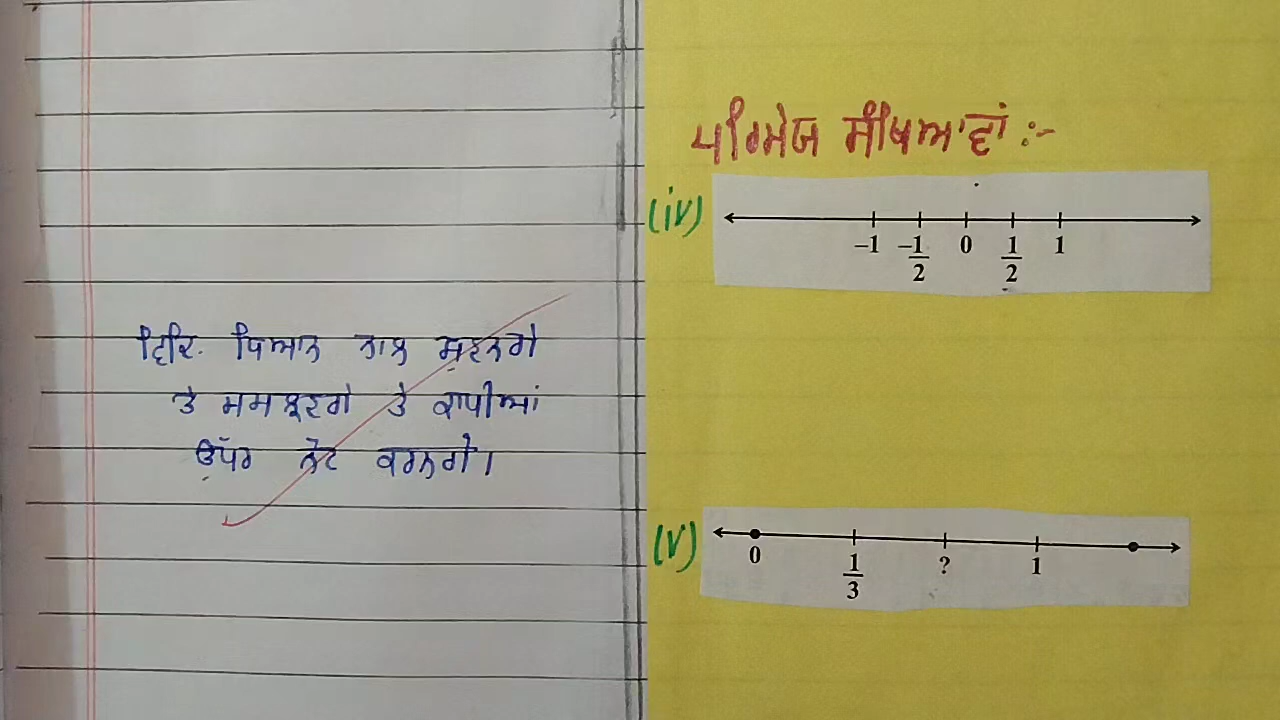 ਵਿਦਿ. ਧਿਆਨ ਨਾਲ ਸੁਣਨਗੇ
ਤੇ ਸਮਝਣਗੇ ਤੇ ਕਾਪੀਆਂ
ਉੱਪਰ ਨੋਟ ਕਰਨਗੇ।
ਪਰਿਮੇਯ ਸੰਖਿਆਵਾਂ :-
(iv)
–1 –1/2 0 1/2 1
(v)
0 1/3 ? 1